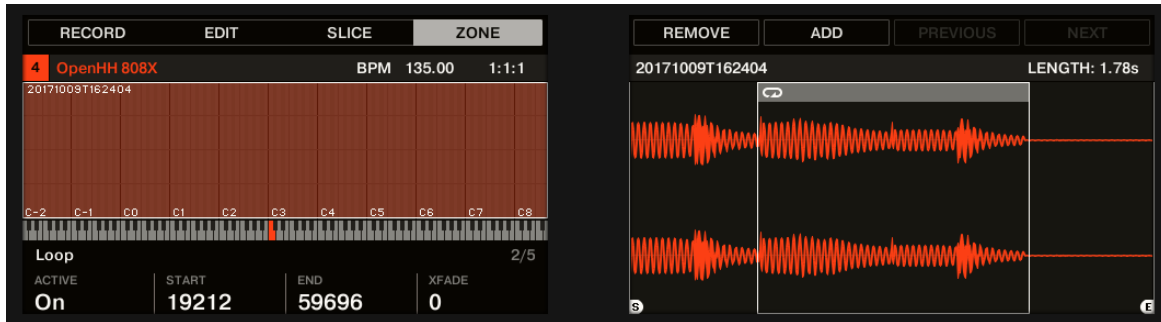 RECORD EDIT SLICE ZONE
4 OpenHH 808X BPM 135.00 1:1:1
20171009T162404
C-2 C-1 C0 C1 C2 C3 C4 C5 C6 C7 C8
Loop 2/5
ACTIVE START END XFADE
On 19212 59696 0
REMOVE ADD PREVIOUS NEXT
20171009T162404 LENGTH: 1.78s
S E